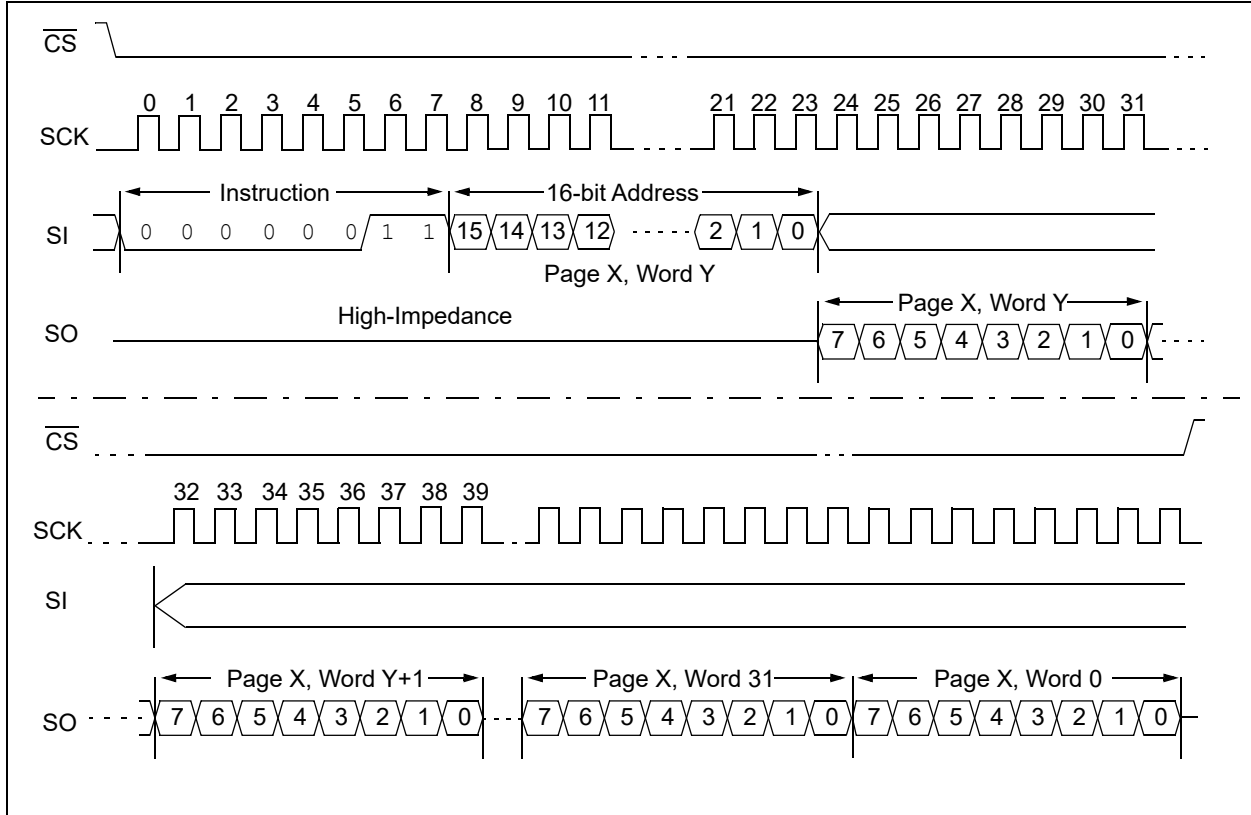 CS
0 1 2 3 4 5 6 7 8 9 10 11 21 22 23 24 25 26 27 28 29 30 31
SCK
Instruction 16-bit Address
SI 0 0 0 0 0 0 1 1 15 14 13 12 2 1 0
Page X, Word Y
High-Impedance Page X, Word Y
SO 7 6 5 4 3 2 1 0
CS
32 33 34 35 36 37 38 39
SCK
SI
Page X, Word Y+1 Page X, Word 31 Page X, Word 0
SO 7 6 5 4 3 2 1 0 7 6 5 4 3 2 1 0 7 6 5 4 3 2 1 0